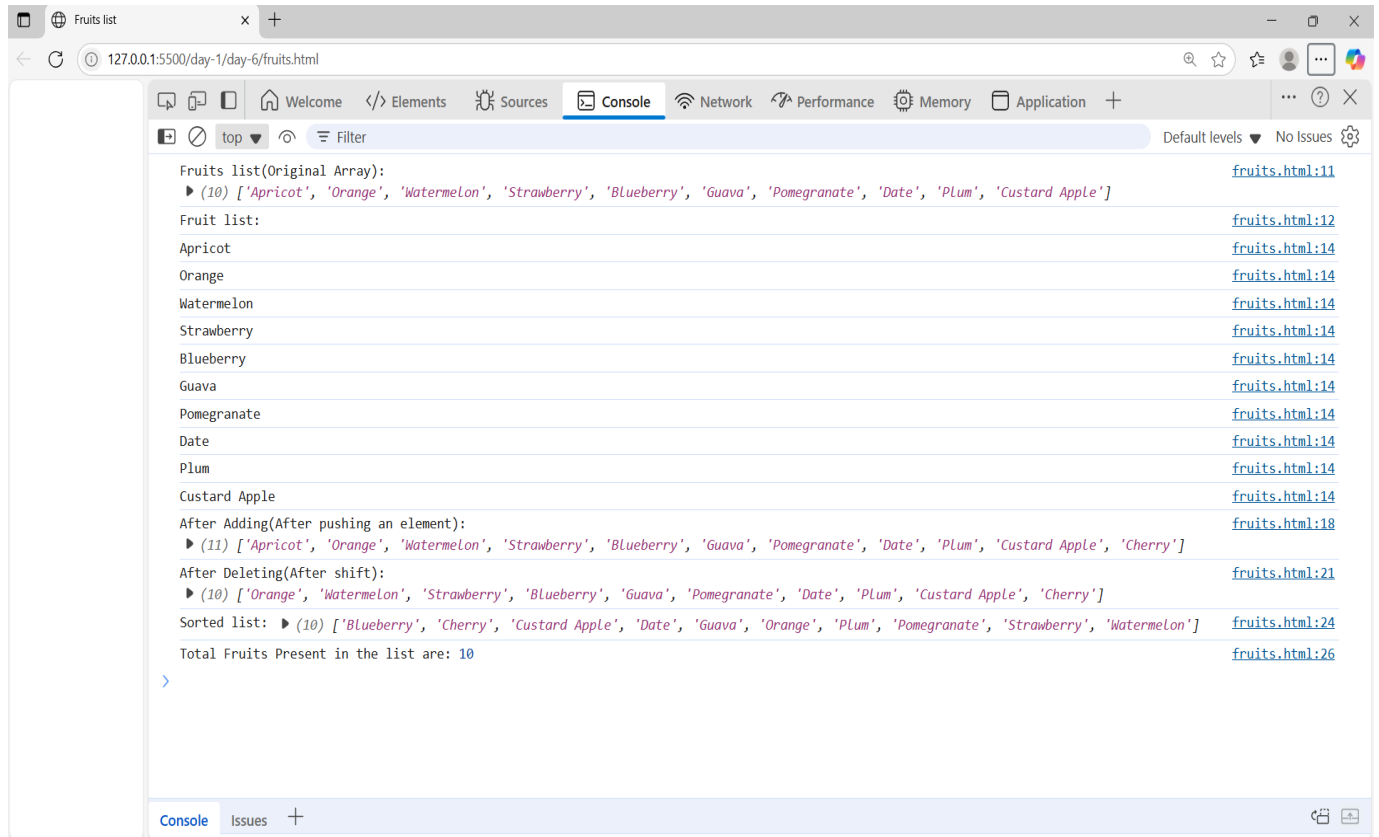 Fruits list
127.0.0.1:5500/day-1/day-6/fruits.html
Welcome Elements Sources Console Network Performance Memory Application
top Filter Default levels No Issues
Fruits list(Original Array): fruits.html:11
(10) ['Apricot', 'Orange', 'Watermelon', 'Strawberry', 'Blueberry', 'Guava', 'Pomegranate', 'Date', 'Plum', 'Custard Apple']
Fruit list: fruits.html:12
Apricot fruits.html:14
Orange fruits.html:14
Watermelon fruits.html:14
Strawberry fruits.html:14
Blueberry fruits.html:14
Guava fruits.html:14
Pomegranate fruits.html:14
Date fruits.html:14
Plum fruits.html:14
Custard Apple fruits.html:14
After Adding(After pushing an element): fruits.html:18
(11) ['Apricot', 'Orange', 'Watermelon', 'Strawberry', 'Blueberry', 'Guava', 'Pomegranate', 'Date', 'Plum', 'Custard Apple', 'Cherry']
After Deleting(After shift): fruits.html:21
(10) ['Orange', 'Watermelon', 'Strawberry', 'Blueberry', 'Guava', 'Pomegranate', 'Date', 'Plum', 'Custard Apple', 'Cherry']
Sorted list: (10) ['Blueberry', 'Cherry', 'Custard Apple', 'Date', 'Guava', 'Orange', 'Plum', 'Pomegranate', 'Strawberry', 'Watermelon'] fruits.html:24
Total Fruits Present in the list are: 10 fruits.html:26
Console Issues